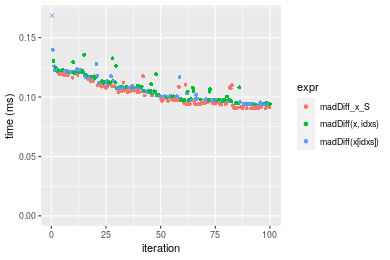 0.15
0.10
0.05
0.00
time (ms)
0
25
50
75
100
iteration
expr
madDiff_x_S
madDiff(x, idxs)
madDiff(x[idxs])